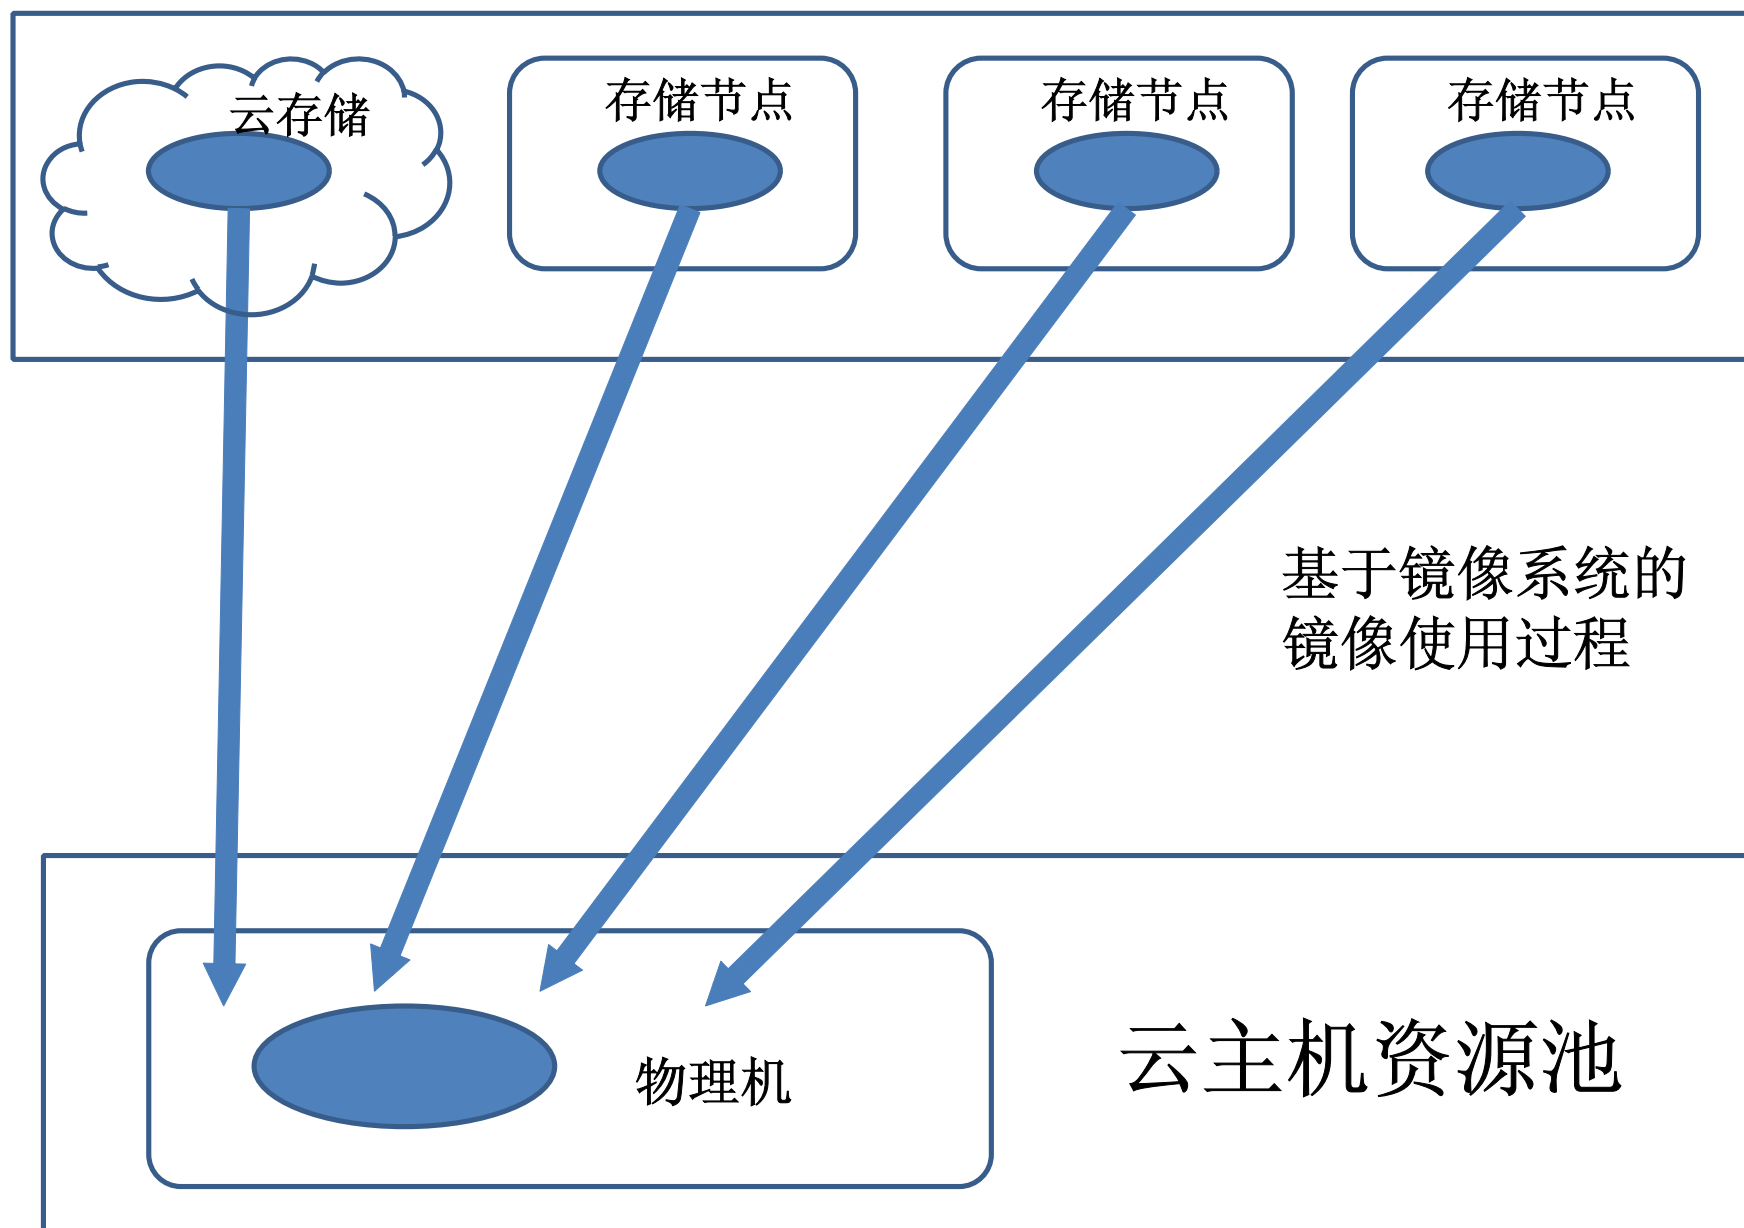 云存储
存储节点
存储节点
存储节点
基于镜像系统的
镜像使用过程
物理机
云主机资源池